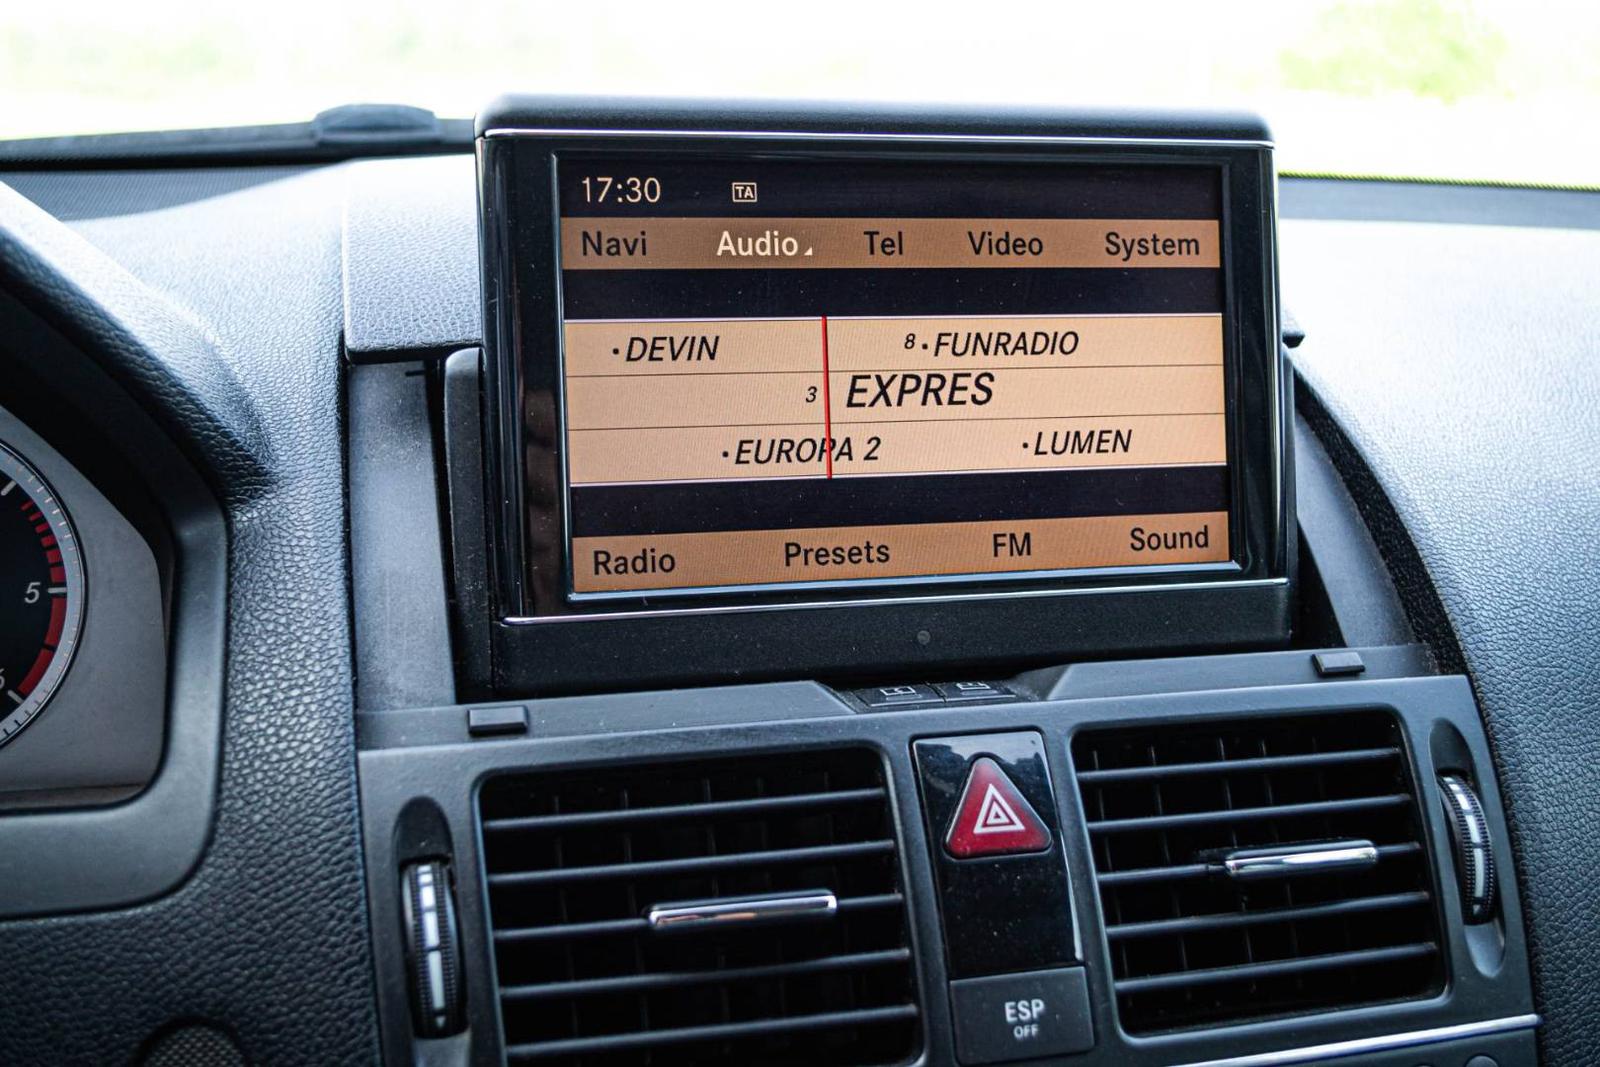 17:30 TA
Navi Audio Tel Video System
·DEVIN 8·FUNRADIO
3 EXPRES
·EUROPA 2 ·LUMEN
Radio Presets FM Sound
5
ESP
OFF